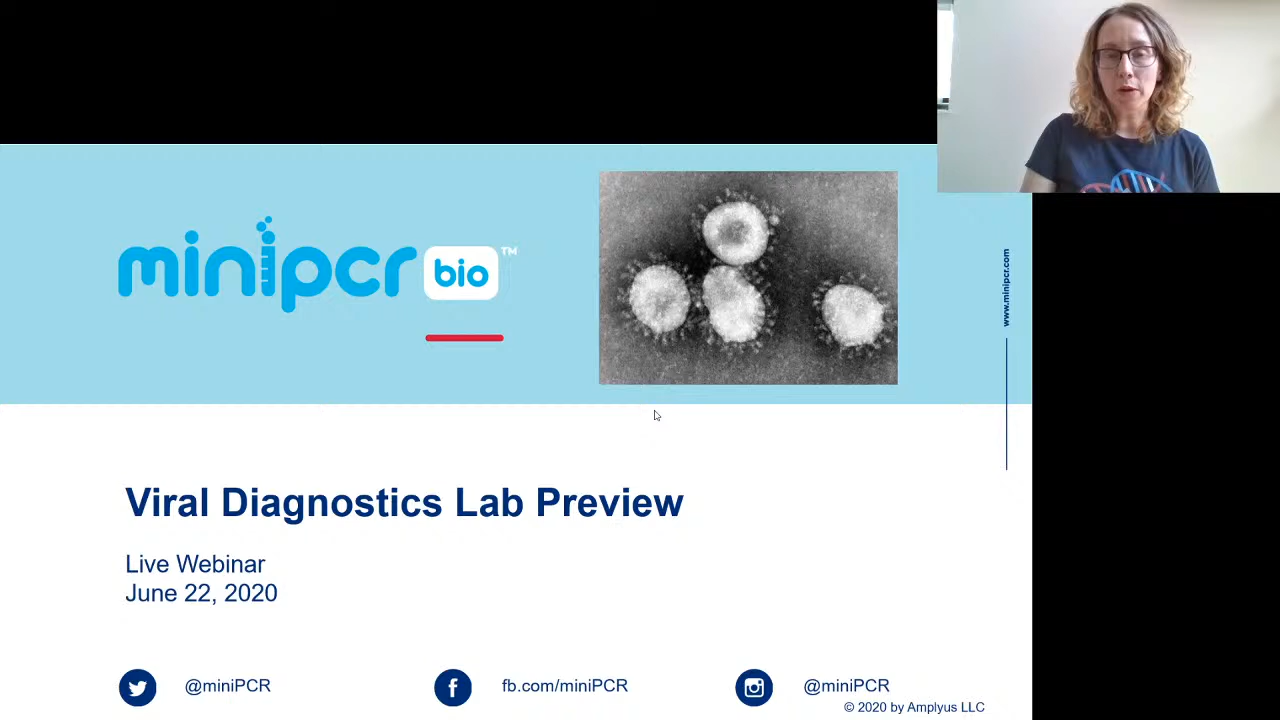 minipcr bio ™
www.minipcr.com
Viral Diagnostics Lab Preview
Live Webinar
June 22, 2020
@miniPCR
fb.com/miniPCR
@miniPCR
© 2020 by Amplyus LLC